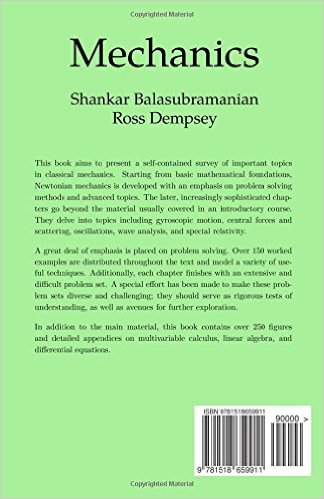 Mechanics
Shankar Balasubramanian
Ross Dempsey
This book aims to present a self-contained survey of important topics
in classical mechanics. Starting from basic mathematical foundations,
Newtonian mechanics is developed with an emphasis on problem solving
methods and advanced topics. The later, increasingly sophisticated chap-
ters go beyond the material usually covered in an introductory course.
They delve into topics including gyroscopic motion, central forces and
scattering, oscillations, wave analysis, and special relativity.
A great deal of emphasis is placed on problem solving. Over 150 worked
examples are distributed throughout the text and model a variety of use-
ful techniques. Additionally, each chapter finishes with an extensive and
difficult problem set. A special effort has been made to make these prob-
lem sets diverse and challenging; they should serve as rigorous tests of
understanding, as well as avenues for further exploration.
In addition to the main material, this book contains over 250 figures
and detailed appendices on multivariable calculus, linear algebra, and
differential equations.
ISBN 9781518659911
90000 >
9 781518 659911